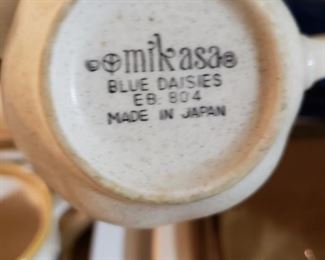 © mikasa®
BLUE DAISIES
EB 804
MADE IN JAPAN